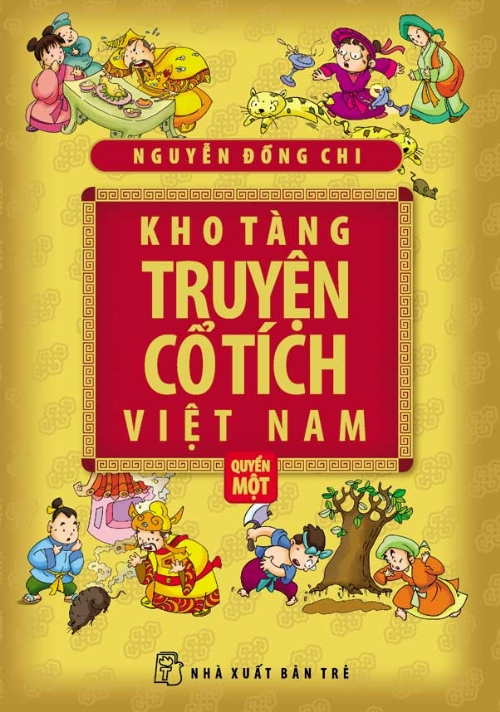 NGUYỄN ĐỔNG CHI
KHO TÀNG
TRUYỆN
CỔ TÍCH
VIỆT NAM
QUYỂN
MỘT
T
NHÀ XUẤT BẢN TRẺ